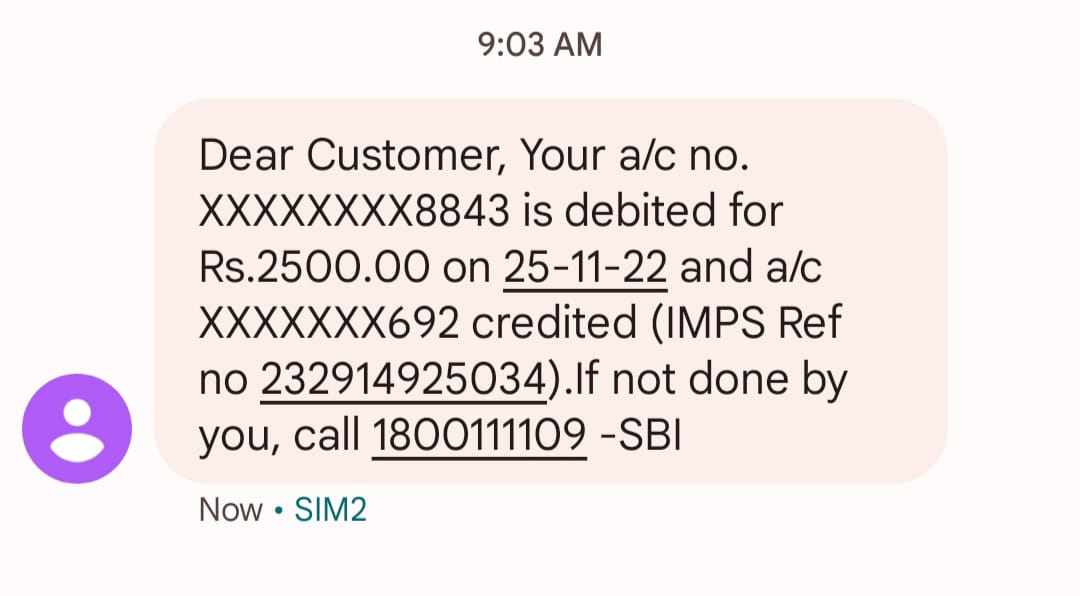 9:03 AM
Dear Customer, Your a/c no.
XXXXXXXX8843 is debited for
Rs.2500.00 on 25-11-22 and a/c
XXXXXXX692 credited (IMPS Ref
no 232914925034).If not done by
you, call 1800111109 -SBI
Now • SIM2